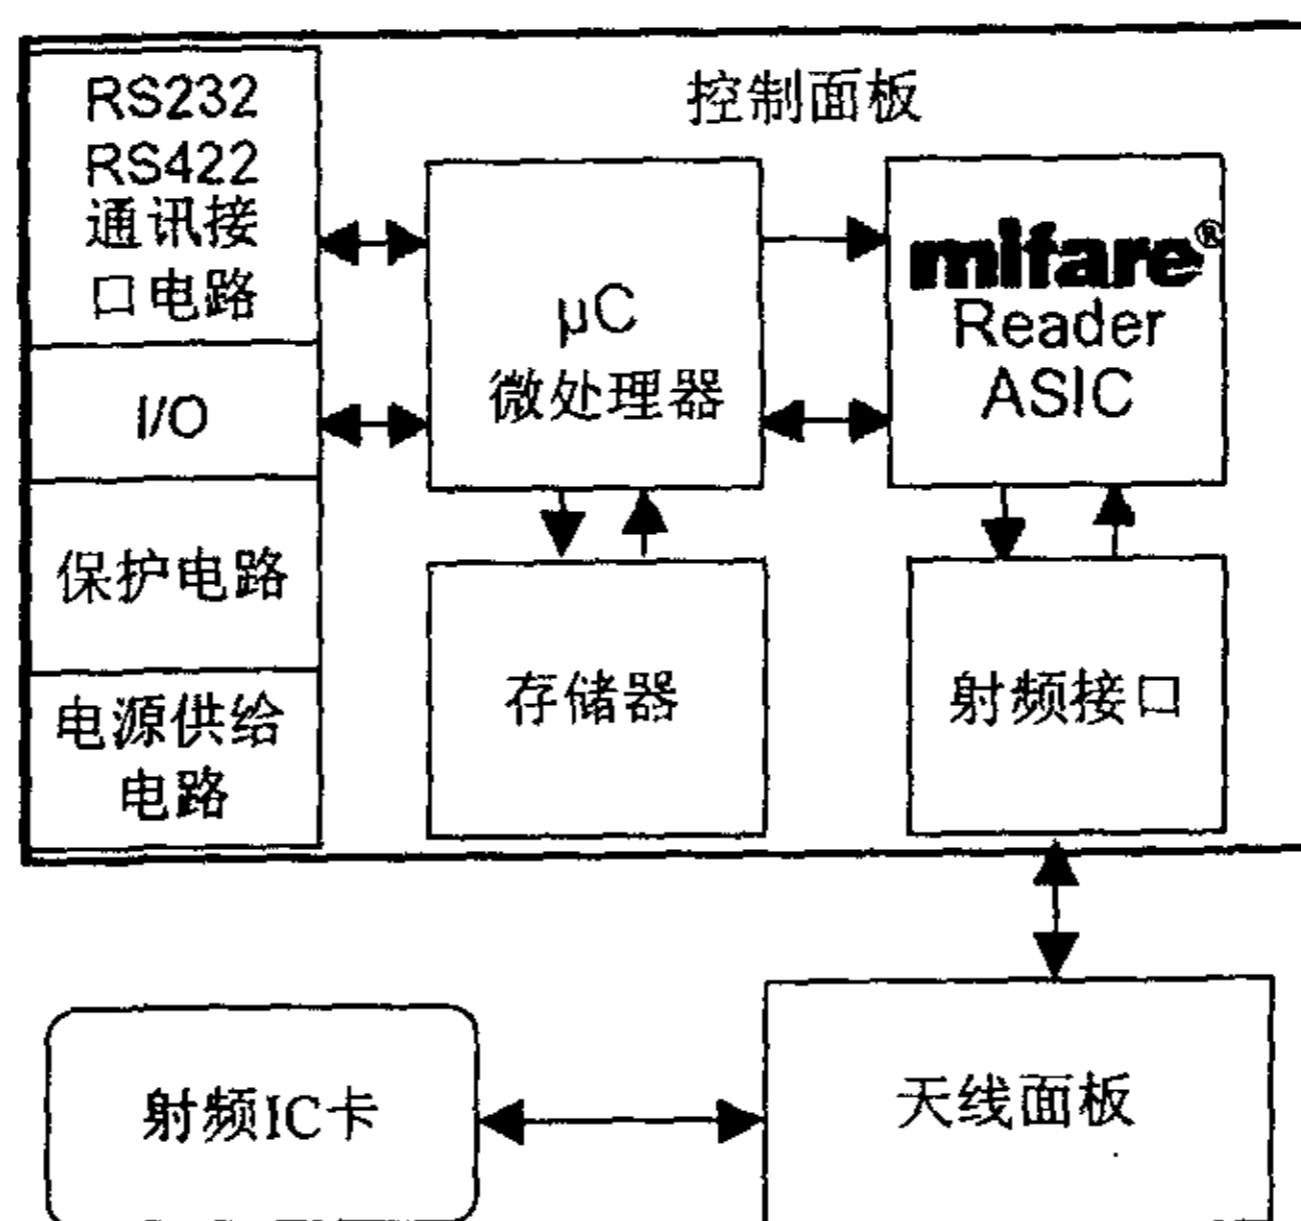 控制面板
RS232
RS422
通讯接
口电路
I/O
保护电路
电源供给
电路
μC
微处理器
mifare®
Reader
ASIC
存储器
射频接口
射频IC卡
天线面板